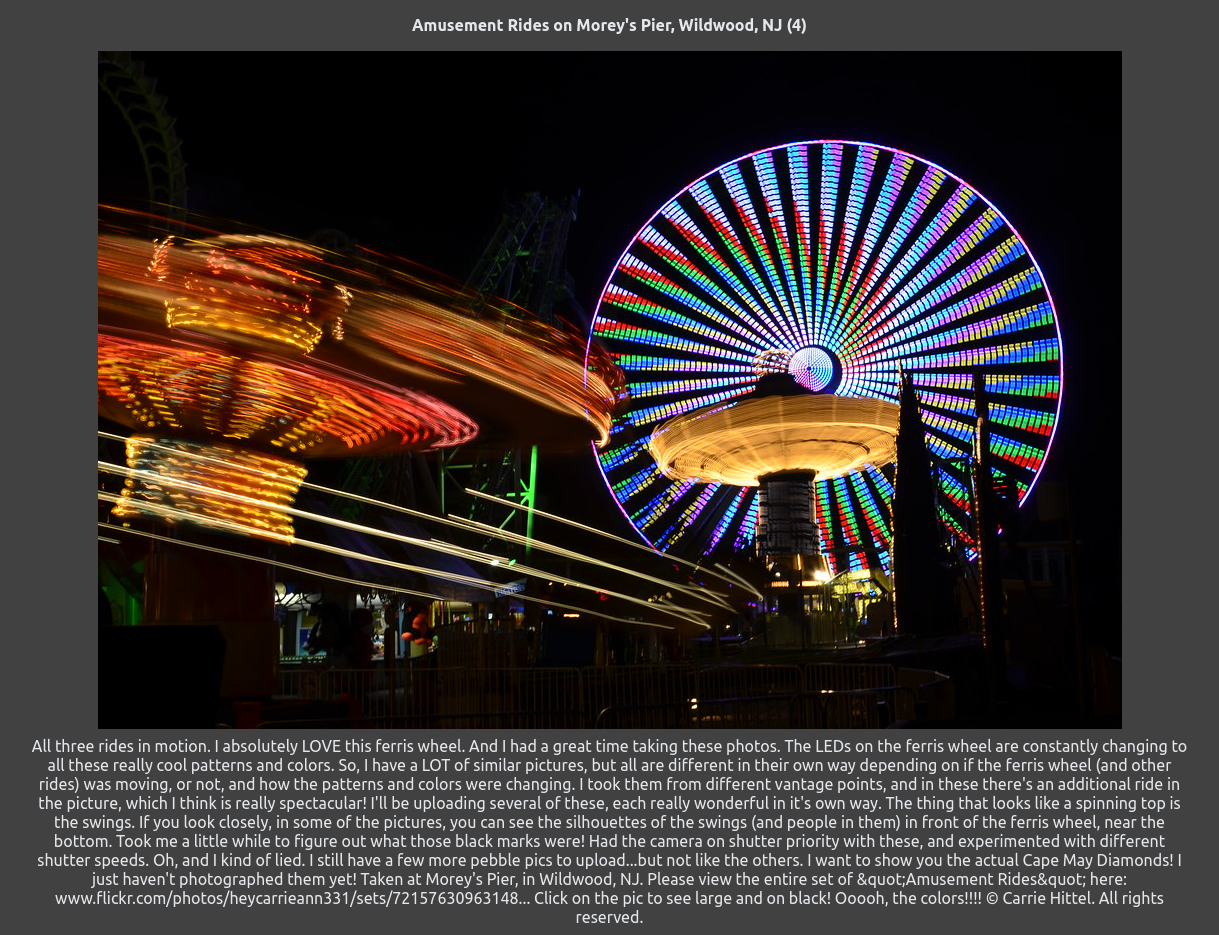 Amusement Rides on Morey's Pier, Wildwood, NJ (4)
All three rides in motion. I absolutely LOVE this ferris wheel. And I had a great time taking these photos. The LEDs on the ferris wheel are constantly changing to
all these really cool patterns and colors. So, I have a LOT of similar pictures, but all are different in their own way depending on if the ferris wheel (and other
rides) was moving, or not, and how the patterns and colors were changing. I took them from different vantage points, and in these there's an additional ride in
the picture, which I think is really spectacular! I'll be uploading several of these, each really wonderful in it's own way. The thing that looks like a spinning top is
the swings. If you look closely, in some of the pictures, you can see the silhouettes of the swings (and people in them) in front of the ferris wheel, near the
bottom. Took me a little while to figure out what those black marks were! Had the camera on shutter priority with these, and experimented with different
shutter speeds. Oh, and I kind of lied. I still have a few more pebble pics to upload...but not like the others. I want to show you the actual Cape May Diamonds! I
just haven't photographed them yet! Taken at Morey's Pier, in Wildwood, NJ. Please view the entire set of &quot;Amusement Rides&quot; here:
www.flickr.com/photos/heycarrieann331/sets/72157630963148... Click on the pic to see large and on black! Ooooh, the colors!!!! © Carrie Hittel. All rights
reserved.